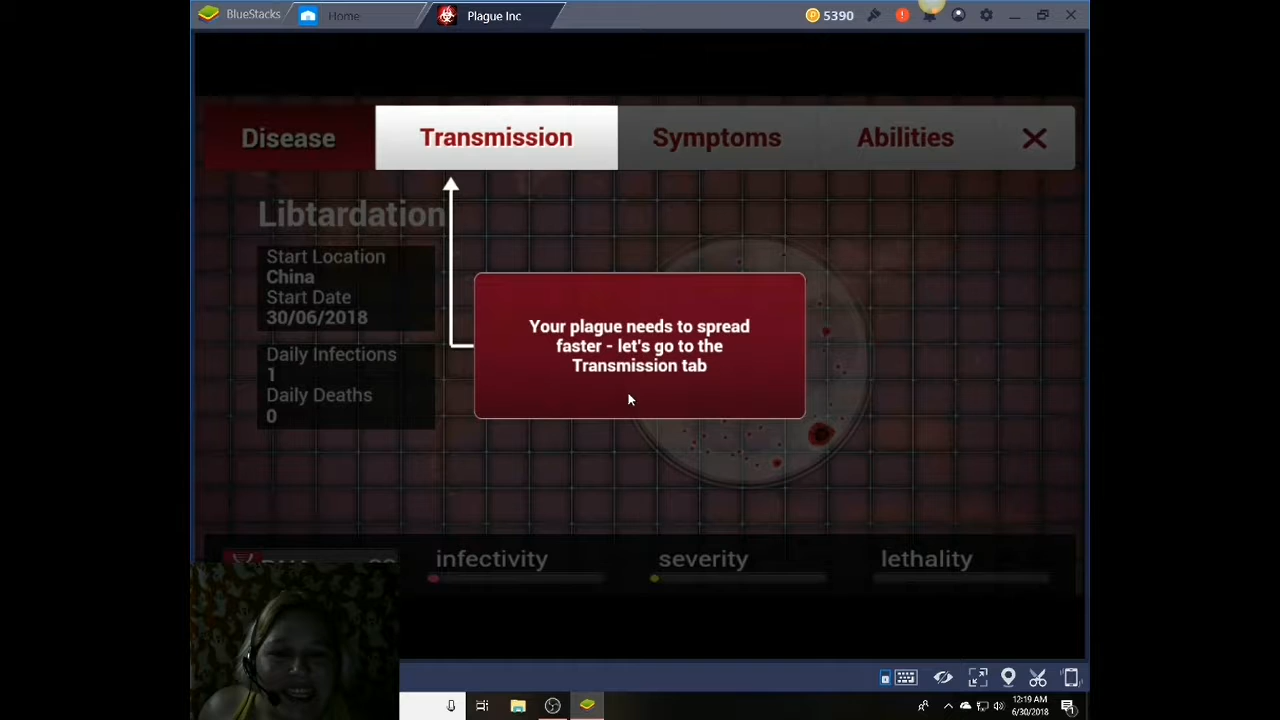 BlueStacks
Home
Plague Inc
5390
Disease
Transmission
Symptoms
Abilities
Libtardation
Start Location
China
Start Date
30/06/2018
Daily Infections
1
Daily Deaths
0
Your plague needs to spread
faster - let's go to the
Transmission tab
infectivity
severity
lethality
12:19 AM
6/30/2018